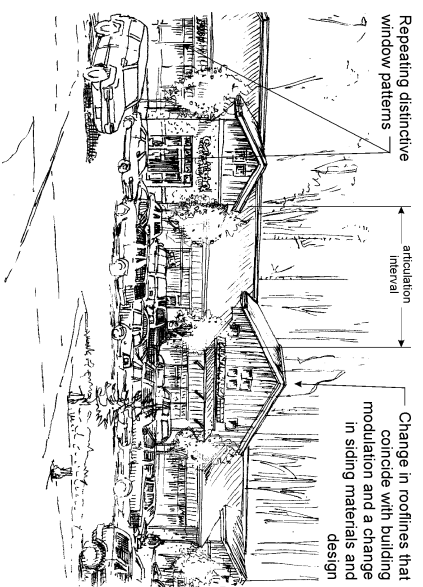 Repeating distinctive
window patterns
articulation
interval
Change in rooflines that
coincide with building
modulation and a change
in siding materials and
design